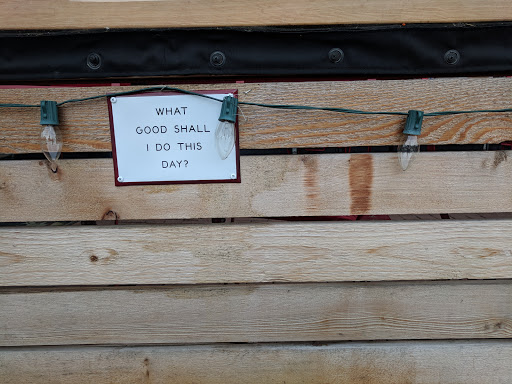 WHAT
GOOD SHALL
I DO THIS
DAY?